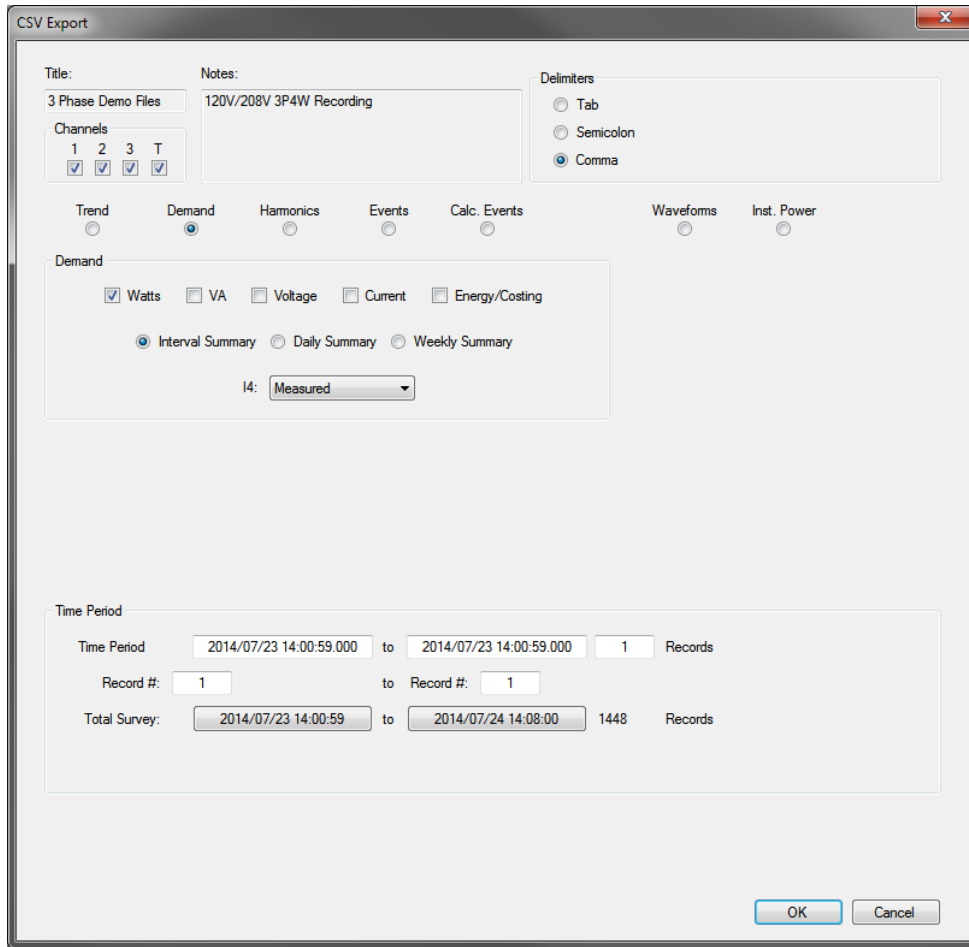 CSV Export
Title:
3 Phase Demo Files
Notes:
120V/208V 3P4W Recording
Channels
1 2 3 T
Delimiters
Tab
Semicolon
Comma
Trend Demand Harmonics Events Calc. Events Waveforms Inst. Power
Demand
Watts VA Voltage Current Energy/Costing
Interval Summary Daily Summary Weekly Summary
I4: Measured
Time Period
Time Period 2014/07/23 14:00:59.000 to 2014/07/23 14:00:59.000 1 Records
Record #: 1 to Record #: 1
Total Survey: 2014/07/23 14:00:59 to 2014/07/24 14:08:00 1448 Records
OK Cancel